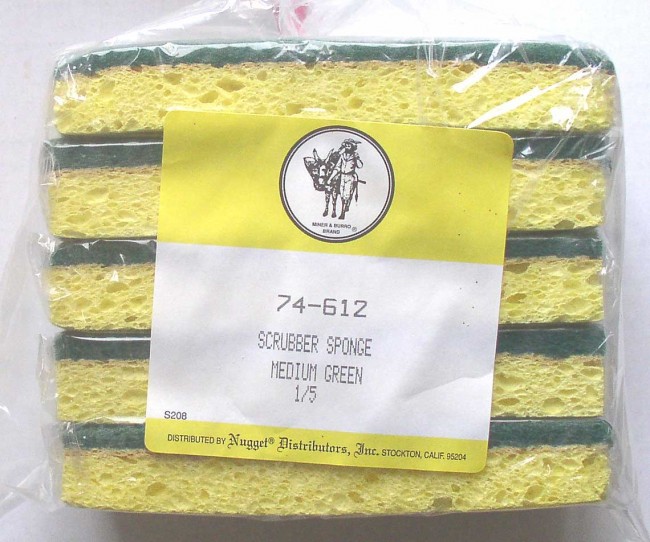 MINER & BURRO
BRAND ®
74-612
SCRUBBER SPONGE
MEDIUM GREEN
1/5
S208
DISTRIBUTED BY Nugget® Distributors, Inc. STOCKTON, CALIF. 95204